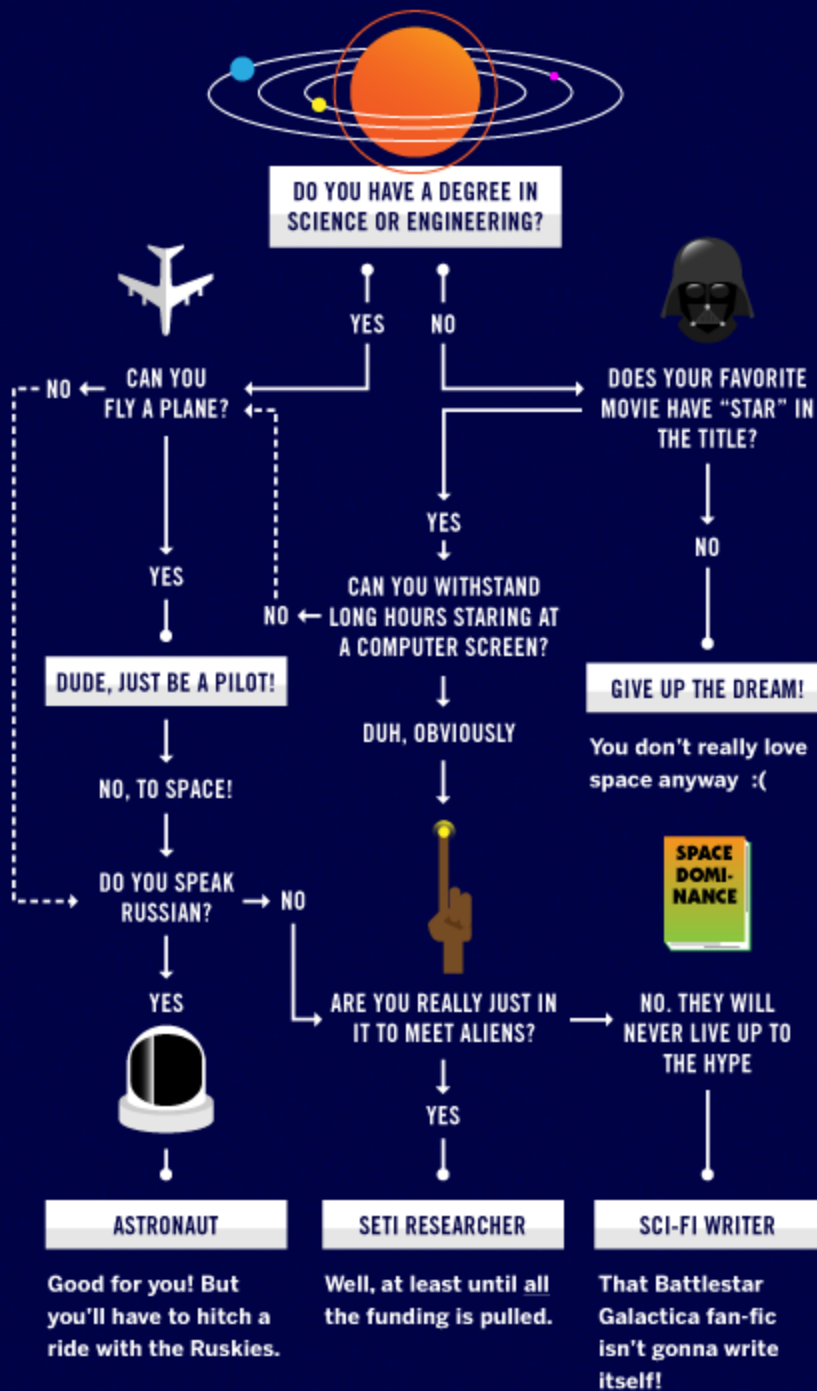 DO YOU HAVE A DEGREE IN
SCIENCE OR ENGINEERING?
YES
NO
NO
CAN YOU
FLY A PLANE?
DOES YOUR FAVORITE
MOVIE HAVE “STAR” IN
THE TITLE?
YES
NO
YES
CAN YOU WITHSTAND
LONG HOURS STARING AT
A COMPUTER SCREEN?
NO
DUDE, JUST BE A PILOT!
GIVE UP THE DREAM!
You don’t really love
space anyway :(
DUH, OBVIOUSLY
NO, TO SPACE!
DO YOU SPEAK
RUSSIAN?
NO
SPACE
DOMI-
NANCE
YES
ARE YOU REALLY JUST IN
IT TO MEET ALIENS?
NO. THEY WILL
NEVER LIVE UP TO
THE HYPE
YES
ASTRONAUT
Good for you! But
you’ll have to hitch a
ride with the Ruskies.
SETI RESEARCHER
Well, at least until all
the funding is pulled.
SCI-FI WRITER
That Battlestar
Galactica fan-fic
isn’t gonna write
itself!